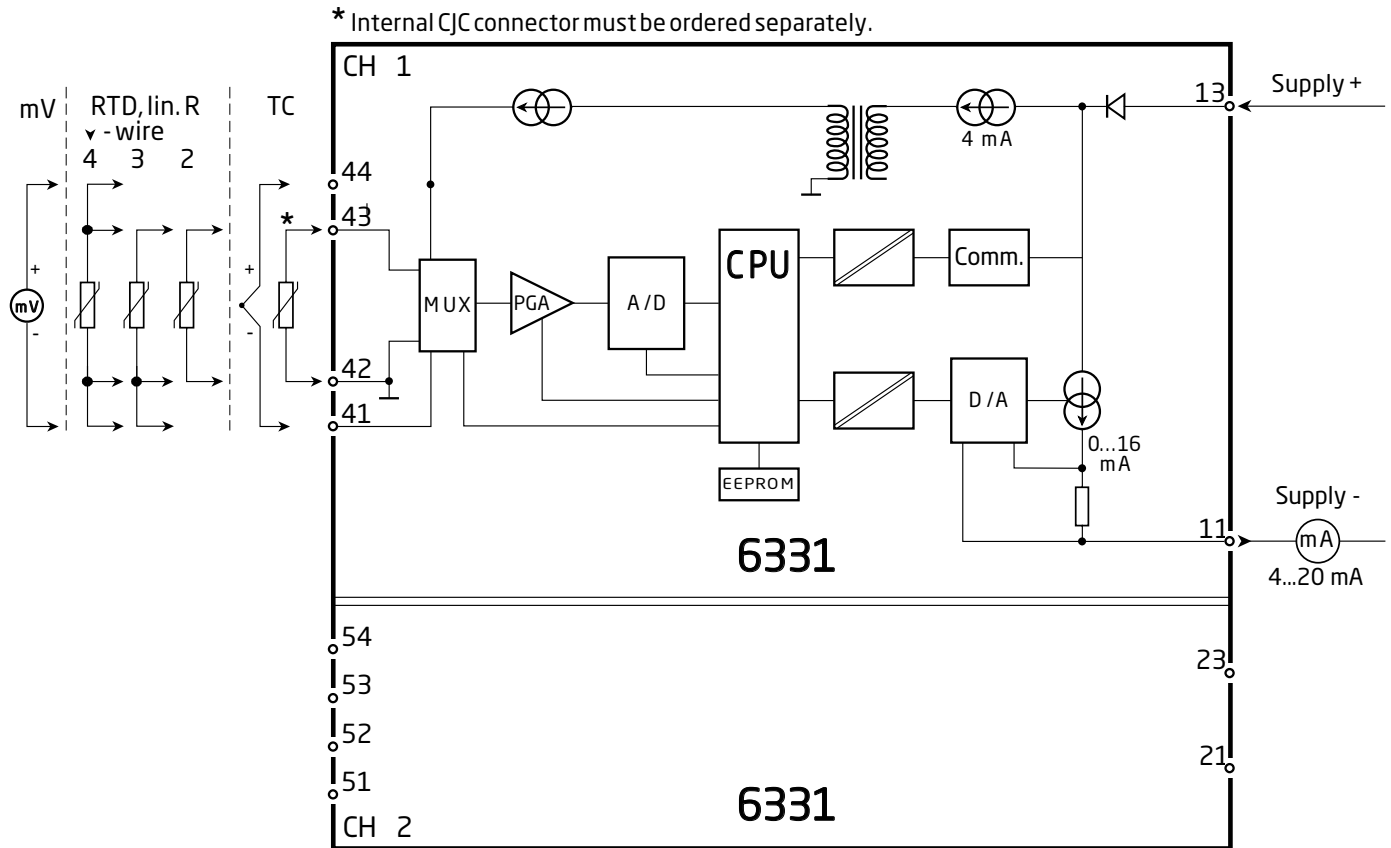 * Internal CJC connector must be ordered separately.
CH 1
mV
RTD, lin. R
- wire
4 3 2
TC
+
-
mV
*
+
-
44
43
42
41
MUX
PGA
A/D
CPU
EEPROM
Comm.
D/A
4 mA
0...16
mA
13
Supply +
11
Supply -
mA
4...20 mA
6331
54
53
52
51
23
21
6331
CH 2